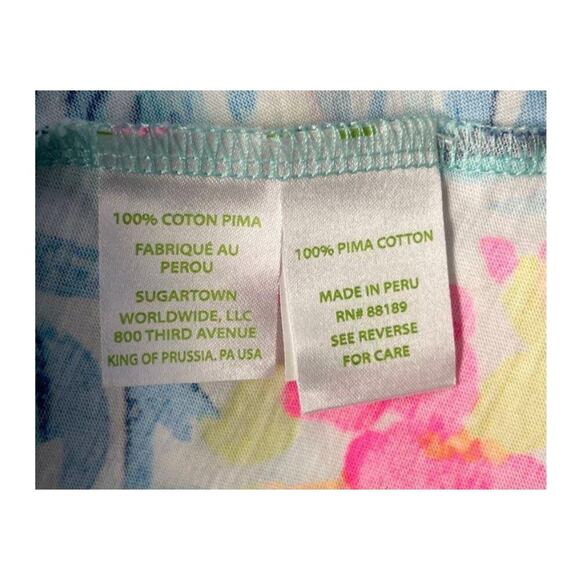 100% COTON PIMA
FABRIQUÉ AU
PEROU
SUGARTOWN
WORLDWIDE, LLC
800 THIRD AVENUE
KING OF PRUSSIA. PA USA
100% PIMA COTTON
MADE IN PERU
RN# 88189
SEE REVERSE
FOR CARE